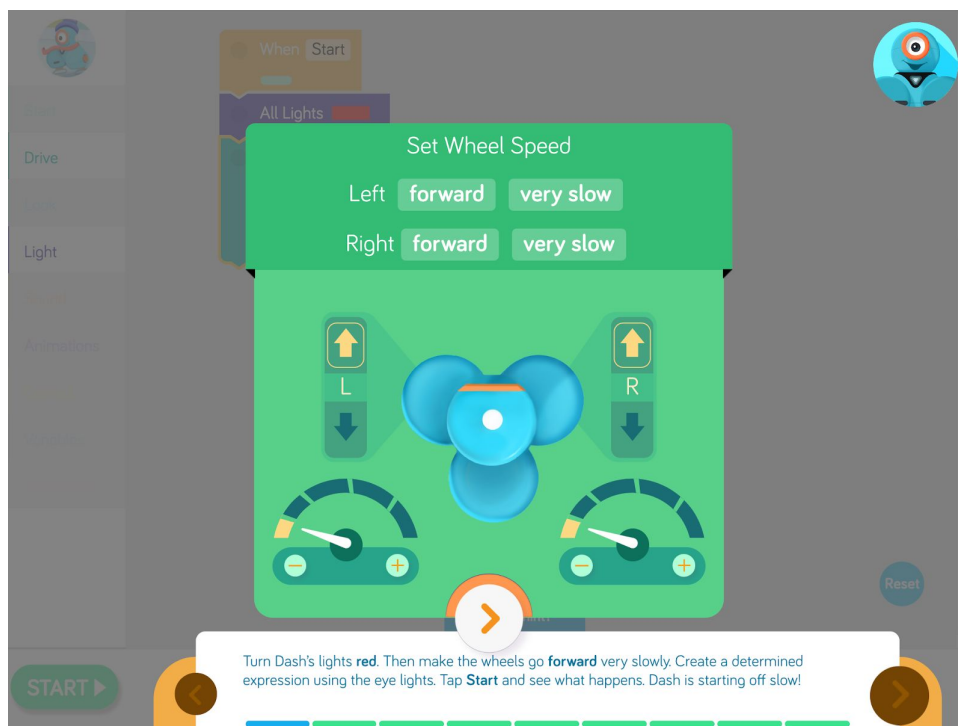 When Start
All Lights
Set Wheel Speed
Left forward very slow
Right forward very slow
Drive
Light
Animations
L
R
Reset
Turn Dash's lights red. Then make the wheels go forward very slowly. Create a determined
expression using the eye lights. Tap Start and see what happens. Dash is starting off slow!
START